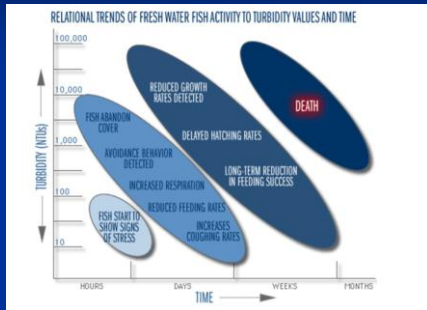 RELATIONAL TRENDS OF FRESH WATER FISH ACTIVITY TO TURBIDITY VALUES AND TIME
100,000
10,000
1,000
100
10
TURBIDITY (NTUs)
FISH ABANDON
COVER
AVOIDANCE BEHAVIOR
DETECTED
INCREASED RESPIRATION
REDUCED FEEDING RATES
INCREASES
COUGHING RATES
FISH START TO
SHOW SIGNS
OF STRESS
REDUCED GROWTH
RATES DETECTED
DELAYED HATCHING RATES
LONG-TERM REDUCTION
IN FEEDING SUCCESS
DEATH
HOURS
DAYS
WEEKS
MONTHS
TIME